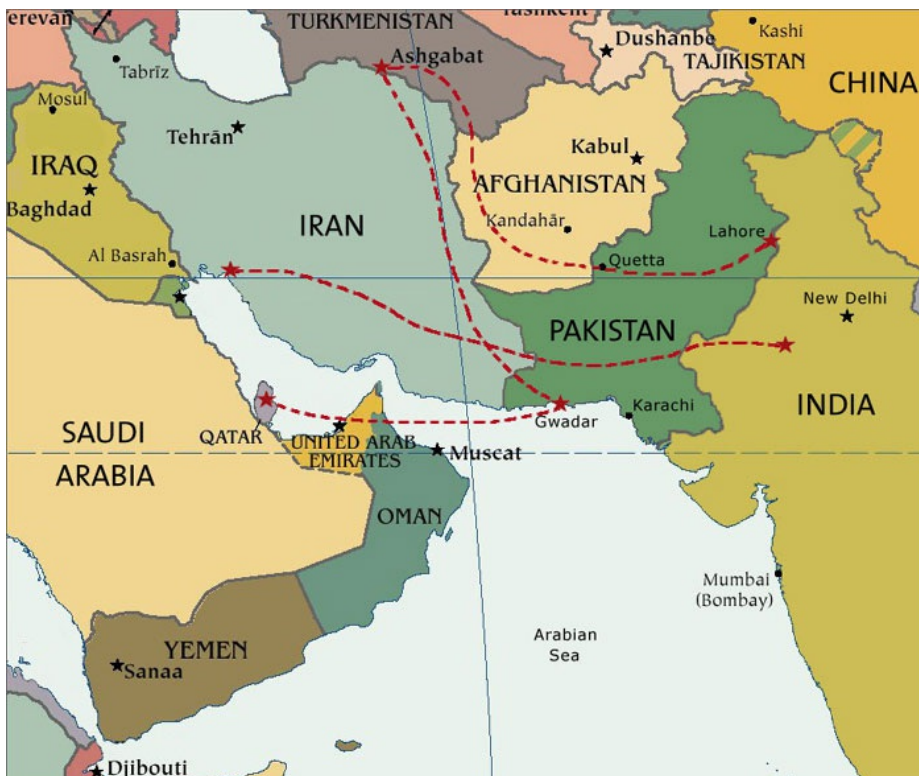 erevan
TURKMENISTAN
Tashkent
Kashi
Ashgabat
Dushanbe
TAJIKISTAN
Tabrīz
CHINA
Mosul
Tehrān
Kabul
IRAQ
AFGHANISTAN
Baghdad
Kandahār
IRAN
Lahore
Al Basrah
Quetta
New Delhi
PAKISTAN
Gwadar
Karachi
INDIA
QATAR
SAUDI
ARABIA
UNITED ARAB
EMIRATES
Muscat
OMAN
Mumbai
(Bombay)
YEMEN
Arabian
Sea
Sanaa
Djibouti